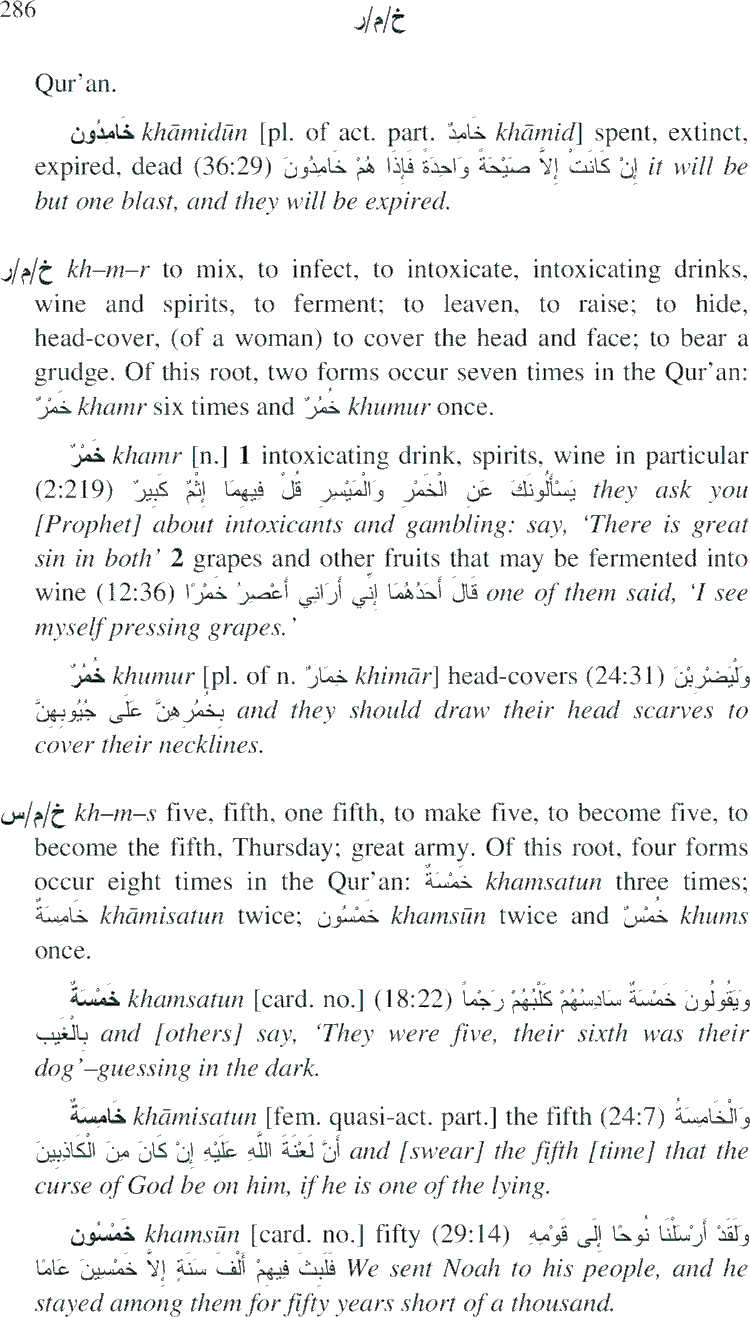 286
خ/م/ر
Qur’an.
خَامِدُون khāmidūn [pl. of act. part. خَامِدٌ khāmid] spent, extinct,
expired, dead (36:29) إِنْ كَانَتْ إِلاَّ صَيْحَةً وَاحِدَةً فَإِذَا هُمْ خَامِدُونَ it will be
but one blast, and they will be expired.
خ/م/ر kh–m–r to mix, to infect, to intoxicate, intoxicating drinks,
wine and spirits, to ferment; to leaven, to raise; to hide,
head-cover, (of a woman) to cover the head and face; to bear a
grudge. Of this root, two forms occur seven times in the Qur’an:
خَمْرٌ khamr six times and خُمُرٌ khumur once.
خَمْرٌ khamr [n.] 1 intoxicating drink, spirits, wine in particular
(2:219) يَسْأَلُونَكَ عَنِ الْخَمْرِ وَالْمَيْسِرِ قُلْ فِيهِمَا إِثْمٌ كَبِيرٌ they ask you
[Prophet] about intoxicants and gambling: say, ‘There is great
sin in both’ 2 grapes and other fruits that may be fermented into
wine (12:36) قَالَ أَحَدُهُمَا إِنِّي أَرَانِي أَعْصِرُ خَمْرًا one of them said, ‘I see
myself pressing grapes.’
خُمُرٌ khumur [pl. of n. خِمَارٌ khimār] head-covers (24:31) وَلْيَضْرِبْنَ
بِخُمُرِهِنَّ عَلَى جُيُوبِهِنَّ and they should draw their head scarves to
cover their necklines.
خ/م/س kh–m–s five, fifth, one fifth, to make five, to become five, to
become the fifth, Thursday; great army. Of this root, four forms
occur eight times in the Qur’an: خَمْسَةٌ khamsatun three times;
خَامِسَةٌ khāmisatun twice; خَمْسُون khamsūn twice and خُمْسٌ khums
once.
خَمْسَةٌ khamsatun [card. no.] (18:22) وَيَقُولُونَ خَمْسَةٌ سَادِسُهُمْ كَلْبُهُمْ رَجْماً
بِالْغَيْبِ and [others] say, ‘They were five, their sixth was their
dog’–guessing in the dark.
خَامِسَةٌ khāmisatun [fem. quasi-act. part.] the fifth (24:7) وَالْخَامِسَةُ
أَنَّ لَعْنَةَ اللَّهِ عَلَيْهِ إِنْ كَانَ مِنَ الْكَاذِبِينَ and [swear] the fifth [time] that the
curse of God be on him, if he is one of the lying.
خَمْسُون khamsūn [card. no.] fifty (29:14) وَلَقَدْ أَرْسَلْنَا نُوحًا إِلَى قَوْمِهِ
فَلَبِثَ فِيهِمْ أَلْفَ سَنَةٍ إِلاَّ خَمْسِينَ عَامًا We sent Noah to his people, and he
stayed among them for fifty years short of a thousand.